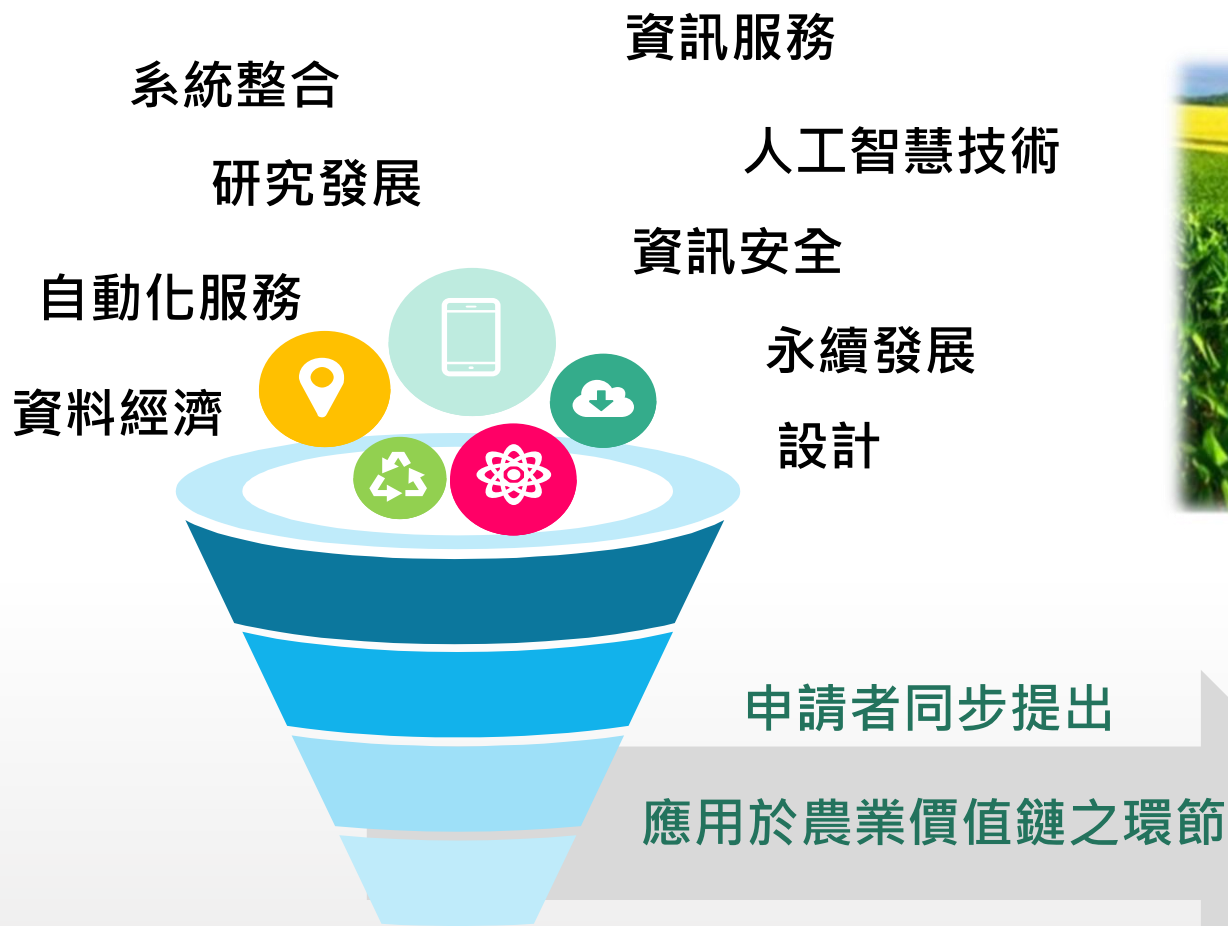 資訊服務
系統整合
人工智慧技術
研究發展
資訊安全
自動化服務
永續發展
資料經濟
設計
申請者同步提出
應用於農業價值鏈之環節